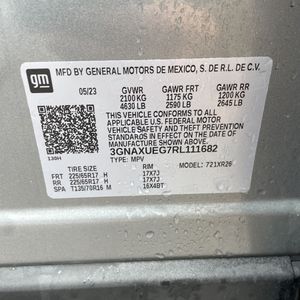 gm
MFD BY GENERAL MOTORS DE MEXICO, S. DE R.L. DE C.V.
05/23 GVWR GAWR FRT GAWR RR
2100 KG 1175 KG 1200 KG
4630 LB 2590 LB 2645 LB
THIS VEHICLE CONFORMS TO ALL
APPLICABLE U.S. FEDERAL MOTOR
VEHICLE SAFETY, BUMPER, AND
THEFT PREVENTION STANDARDS
IN EFFECT ON THE DATE OF
MANUFACTURE SHOWN ABOVE.
3GNAXUEG7RL111682
TYPE: MPV MODEL: 721XR26
TIRE SIZE RIM
FRT 225/65R17 H 17X7J
RR 225/65R17 H 17X7J
SPA T135/70R16 M 16X4BT